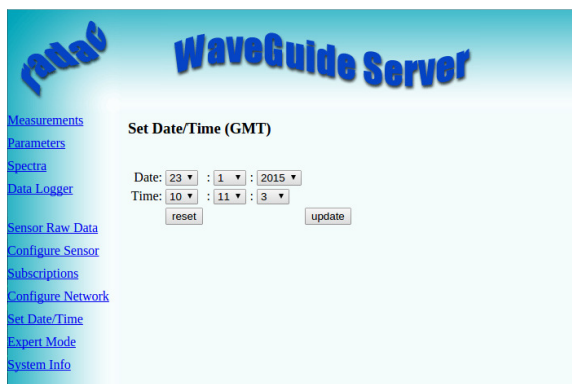 radac
WaveGuide Server
Measurements
Parameters
Spectra
Data Logger
Sensor Raw Data
Configure Sensor
Subscriptions
Configure Network
Set Date/Time
Expert Mode
System Info
Set Date/Time (GMT)
Date: 23 : 1 : 2015
Time: 10 : 11 : 3
reset update